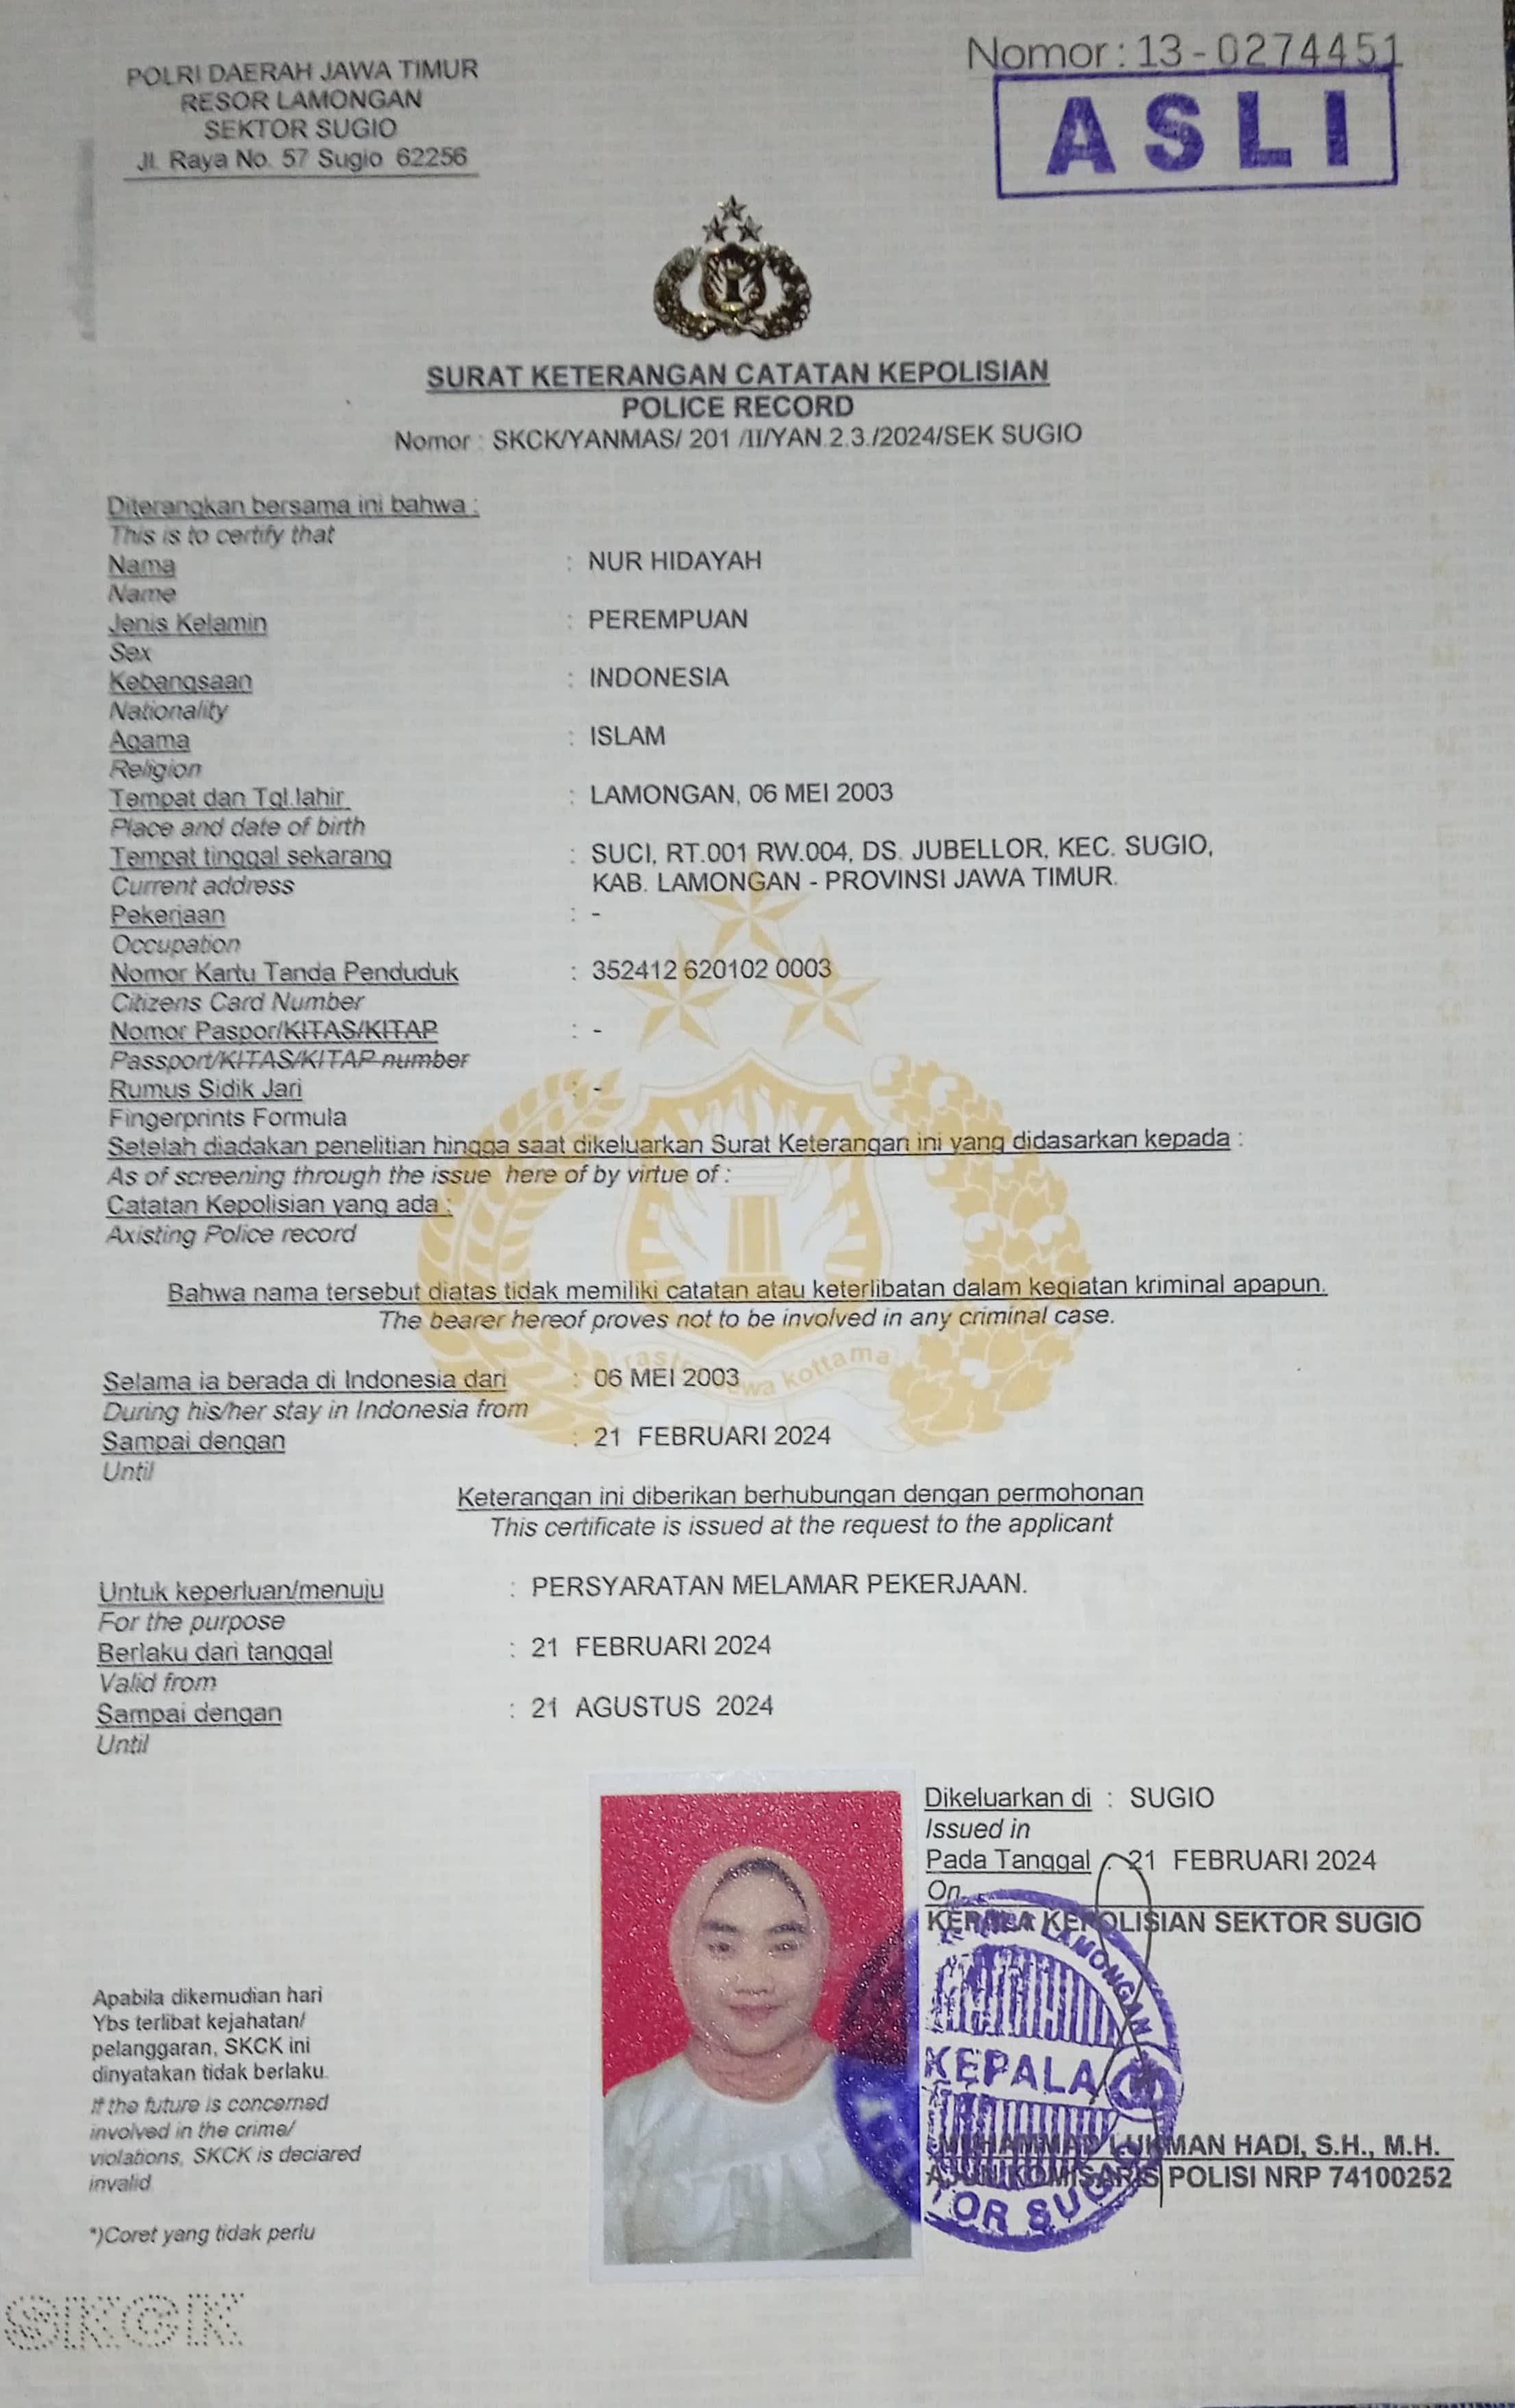 Nomor : 13 - 0274451
ASLI
POLRI DAERAH JAWA TIMUR
RESOR LAMONGAN
SEKTOR SUGIO
Jl. Raya No. 57 Sugio 62256
SURAT KETERANGAN CATATAN KEPOLISIAN
POLICE RECORD
Nomor : SKCK/YANMAS/ 201 /II/YAN.2.3./2024/SEK SUGIO
Diterangkan bersama ini bahwa :
This is to certify that
Nama : NUR HIDAYAH
Name
Jenis Kelamin : PEREMPUAN
Sex
Kebangsaan : INDONESIA
Nationality
Agama : ISLAM
Religion
Tempat dan Tgl.lahir : LAMONGAN, 06 MEI 2003
Place and date of birth
Tempat tinggal sekarang : SUCI, RT.001 RW.004, DS. JUBELLOR, KEC. SUGIO,
Current address KAB. LAMONGAN - PROVINSI JAWA TIMUR.
Pekerjaan : -
Occupation
Nomor Kartu Tanda Penduduk : 352412 620102 0003
Citizens Card Number
Nomor Paspor/KITAS/KITAP : -
Passport/KITAS/KITAP number
Rumus Sidik Jari : -
Fingerprints Formula
Setelah diadakan penelitian hingga saat dikeluarkan Surat Keterangan ini yang didasarkan kepada :
As of screening through the issue here of by virtue of :
Catatan Kepolisian yang ada :
Axisting Police record
Bahwa nama tersebut diatas tidak memiliki catatan atau keterlibatan dalam kegiatan kriminal apapun.
The bearer hereof proves not to be involved in any criminal case.
kottama
Selama ia berada di Indonesia dari : 06 MEI 2003
During his/her stay in Indonesia from
Sampai dengan : 21 FEBRUARI 2024
Until
Keterangan ini diberikan berhubungan dengan permohonan
This certificate is issued at the request to the applicant
Untuk keperluan/menuju : PERSYARATAN MELAMAR PEKERJAAN.
For the purpose
Berlaku dari tanggal : 21 FEBRUARI 2024
Valid from
Sampai dengan : 21 AGUSTUS 2024
Until
Dikeluarkan di : SUGIO
Issued in
Pada Tanggal : 21 FEBRUARI 2024
On
KEPALA KEPOLISIAN SEKTOR SUGIO
LAMONGAN
KEPALA
MUHAMMAD LUKMAN HADI, S.H., M.H.
AJUN KOMISARIS POLISI NRP 74100252
Apabila dikemudian hari
Ybs terlibat kejahatan/
pelanggaran, SKCK ini
dinyatakan tidak berlaku.
If the future is concerned
involved in the crime/
violations, SKCK is declared
invalid
*)Coret yang tidak perlu
SKCK